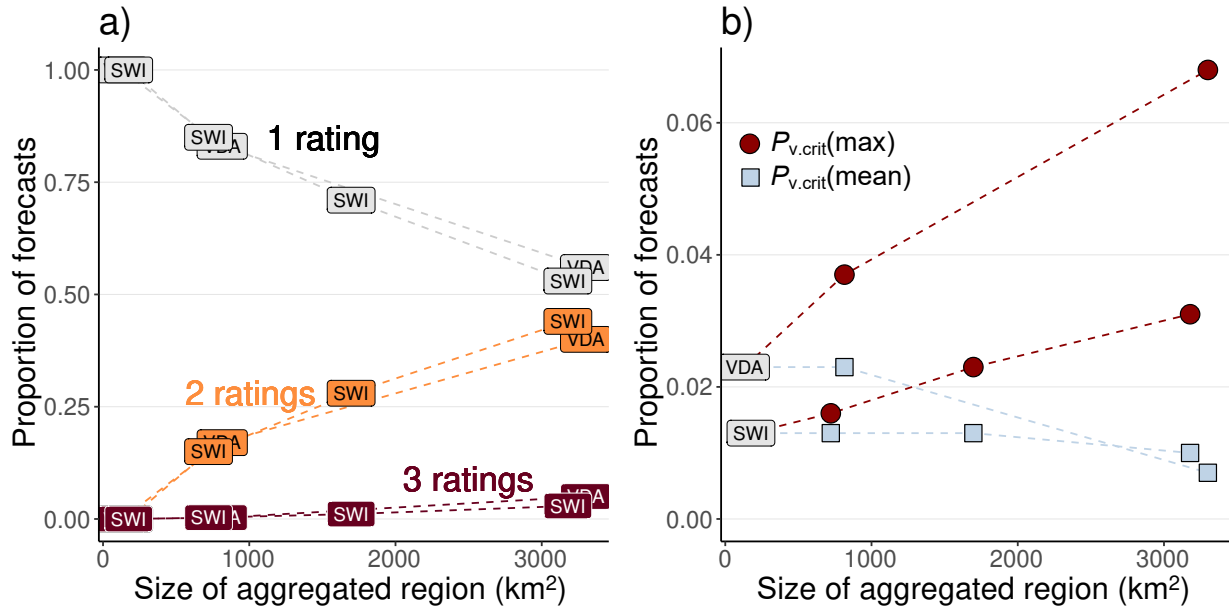 a)
Proportion of forecasts
1.00
0.75
0.50
0.25
0.00
SWI
SWI
VDA
1 rating
SWI
VDA
SWI
SWI
VDA
2 ratings
SWI
VDA
SWI
3 ratings
VDA
SWI
SWI
SWI
SWI
0 1000 2000 3000
Size of aggregated region (km²)
b)
Proportion of forecasts
0.06
0.04
0.02
0.00
Pv.crit(max)
Pv.crit(mean)
VDA
SWI
0 1000 2000 3000
Size of aggregated region (km²)